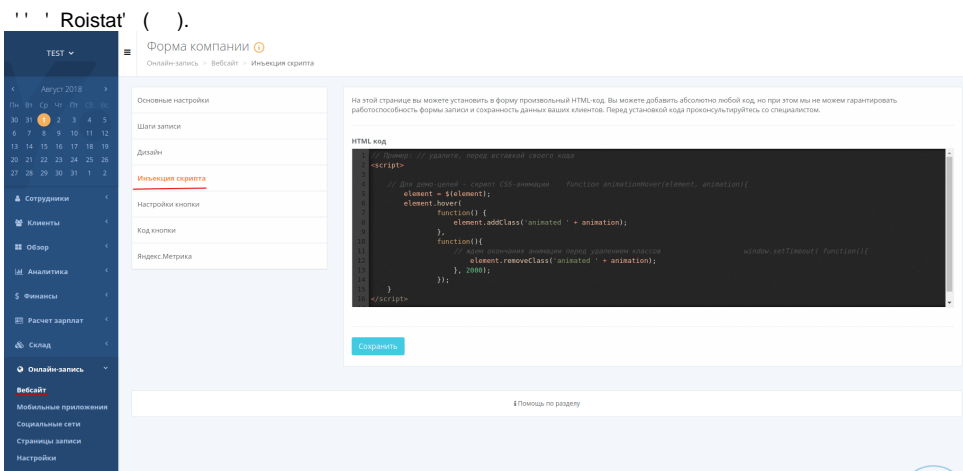 '' ' Roistat' ( ).
TEST
Форма компании
Онлайн-запись > Вебсайт > Инъекция скрипта
Август 2018
Пн Вт Ср Чт Пт Сб Вс
30 31 1 2 3 4 5
6 7 8 9 10 11 12
13 14 15 16 17 18 19
20 21 22 23 24 25 26
27 28 29 30 31 1 2
Сотрудники
Клиенты
Обзор
Аналитика
$ Финансы
Расчет зарплат
Склад
Онлайн-запись
Вебсайт
Мобильные приложения
Социальные сети
Страницы записи
Настройки
Основные настройки
Шаги записи
Дизайн
Инъекция скрипта
Настройки кнопки
Код кнопки
Яндекс.Метрика
На этой странице вы можете установить в форму произвольный HTML-код. Вы можете добавить абсолютно любой код, но при этом мы не можем гарантировать
работоспособность формы записи и сохранность данных ваших клиентов. Перед установкой кода проконсультируйтесь со специалистом.
HTML код
1 // Пример: // удалите, перед вставкой своего кода
2 <script>
3
4 // Для демо-целей - скрипт CSS-анимации function animationHover(element, animation){
5 element = $(element);
6 element.hover(
7 function() {
8 element.addClass('animated ' + animation);
9 },
10 function(){
11 // ждем окончания анимации перед удалением классов window.setTimeout( function(){
12 element.removeClass('animated ' + animation);
13 }, 2000);
14 });
15 }
16 </script>
Сохранить
Помощь по разделу